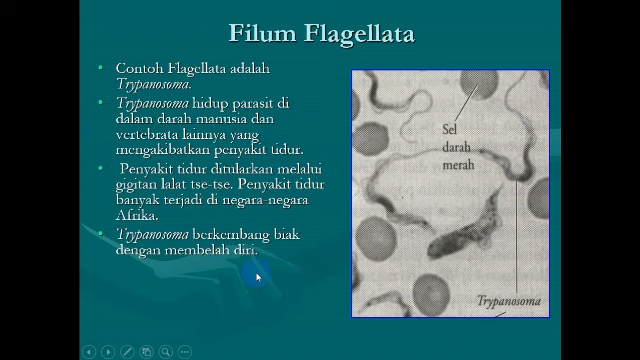 Filum Flagellata
• Contoh Flagellata adalah
Trypanosoma.
• Trypanosoma hidup parasit di
dalam darah manusia dan
vertebrata lainnya yang
mengakibatkan penyakit tidur.
• Penyakit tidur ditularkan melalui
gigitan lalat tse-tse. Penyakit tidur
banyak terjadi di negara-negara
Afrika.
• Trypanosoma berkembang biak
dengan membelah diri.
Sel
darah
merah
Trypanosoma